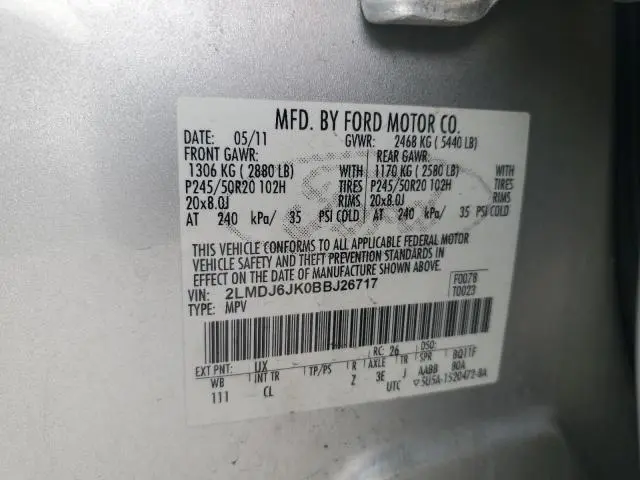 MFD. BY FORD MOTOR CO.
DATE: 05/11 GVWR: 2468 KG ( 5440 LB)
FRONT GAWR: REAR GAWR:
1306 KG ( 2880 LB) WITH 1170 KG ( 2580 LB) WITH
P245/50R20 102H TIRES P245/50R20 102H TIRES
20x8.0J RIMS 20x8.0J RIMS
AT 240 kPa/ 35 PSI COLD AT 240 kPa/ 35 PSI COLD
THIS VEHICLE CONFORMS TO ALL APPLICABLE FEDERAL MOTOR
VEHICLE SAFETY AND THEFT PREVENTION STANDARDS IN
EFFECT ON THE DATE OF MANUFACTURE SHOWN ABOVE.
VIN: 2LMDJ6JK0BBJ26717 F0078
TYPE: MPV T0023
EXT PNT: UX RC: 26 DSO:
WB INT TR TP/PS R AXLE TR SPR BQ11F
111 CL Z 3E J AABB 80A
UTC 5U5A-1520472-BA